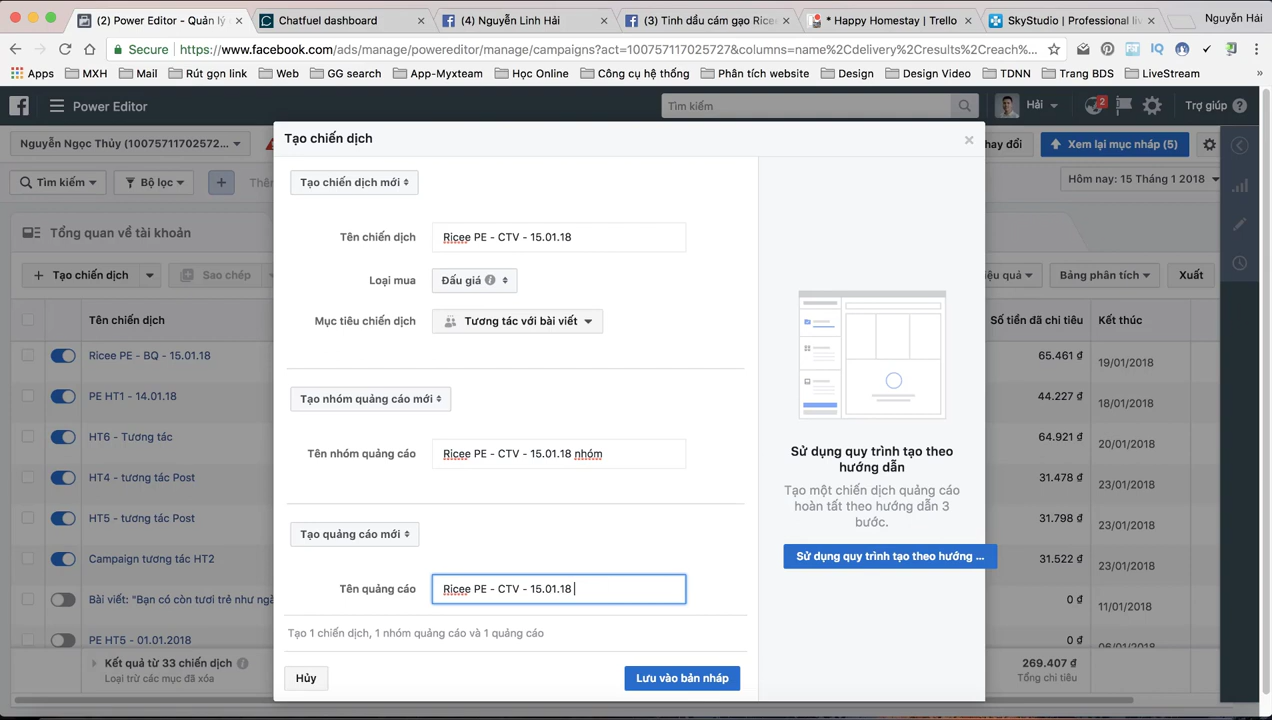 (2) Power Editor - Quản lý
Chatfuel dashboard
(4) Nguyễn Linh Hải
(3) Tinh dầu cám gạo Rice
* Happy Homestay | Trello
SkyStudio | Professional liv
Nguyễn Hải
Secure
https://www.facebook.com/ads/manage/powereditor/manage/campaigns?act=100757117025727&columns=name%2Cdelivery%2Cresults%2Creach%...
Apps MXH Mail Rút gọn link Web GG search App-Myxteam Học Online Công cụ hệ thống Phân tích website Design Design Video TDNN Trang BDS LiveStream »
Power Editor
Tìm kiếm
Hải
2
Trợ giúp
Nguyễn Ngọc Thủy (10075711702572...
Tạo chiến dịch
hay đổi
Xem lại mục nháp (5)
Tìm kiếm
Bộ lọc
+
Thê
Hôm nay: 15 Tháng 1 2018
Tổng quan về tài khoản
+ Tạo chiến dịch
Sao chép
iệu quả
Bảng phân tích
Xuất
Tên chiến dịch
Số tiền đã chi tiêu
Kết thúc
Ricee PE - BQ - 15.01.18
65.461 ₫
19/01/2018
PE HT1 - 14.01.18
44.227 ₫
18/01/2018
HT6 - Tương tác
64.921 ₫
20/01/2018
HT4 - tương tác Post
31.478 ₫
23/01/2018
HT5 - tương tác Post
31.798 ₫
23/01/2018
Campaign tương tác HT2
31.522 ₫
23/01/2018
Bài viết: "Bạn có còn tươi trẻ như ngà
0 ₫
11/01/2018
PE HT5 - 01.01.2018
0 ₫
06/01/2018
Kết quả từ 33 chiến dịch
Loại trừ các mục đã xóa
269.407 ₫
Tổng chi tiêu
Tạo chiến dịch mới
Tên chiến dịch
Ricee PE - CTV - 15.01.18
Loại mua
Đấu giá
Mục tiêu chiến dịch
Tương tác với bài viết
Tạo nhóm quảng cáo mới
Tên nhóm quảng cáo
Ricee PE - CTV - 15.01.18 nhóm
Tạo quảng cáo mới
Tên quảng cáo
Ricee PE - CTV - 15.01.18
Tạo 1 chiến dịch, 1 nhóm quảng cáo và 1 quảng cáo
Hủy
Lưu vào bản nháp
Sử dụng quy trình tạo theo
hướng dẫn
Tạo một chiến dịch quảng cáo
hoàn tất theo hướng dẫn 3
bước.
Sử dụng quy trình tạo theo hướng ...